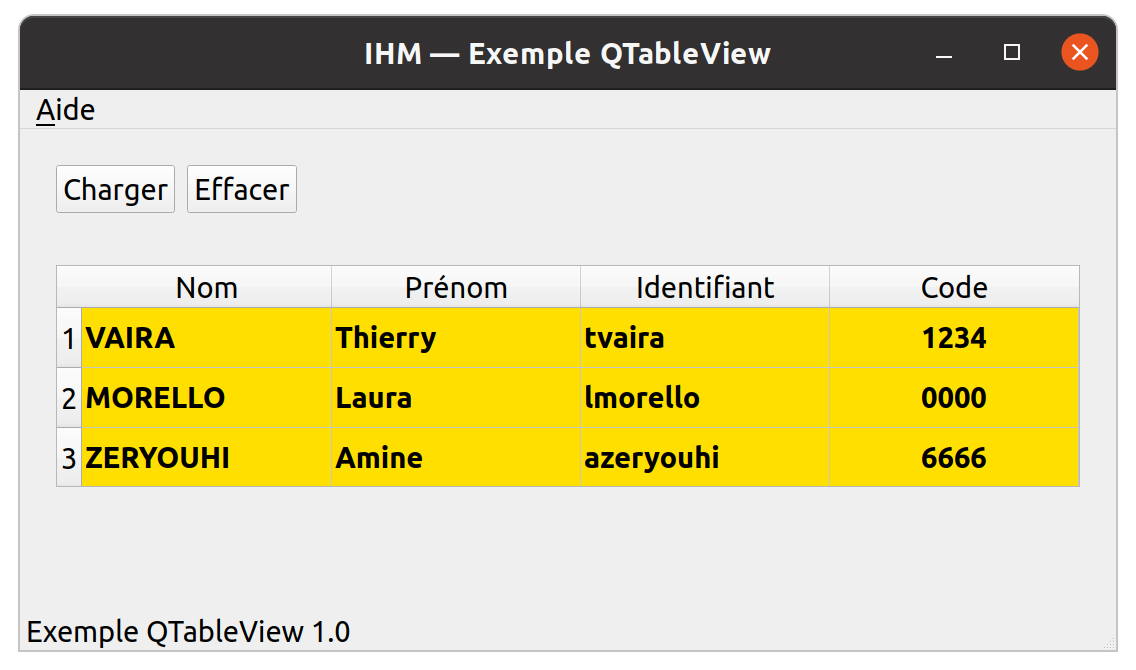 IHM — Exemple QTableView
Aide
Charger Effacer
Nom Prénom Identifiant Code
1 VAIRA Thierry tvaira 1234
2 MORELLO Laura lmorello 0000
3 ZERYOUHI Amine azeryouhi 6666
Exemple QTableView 1.0